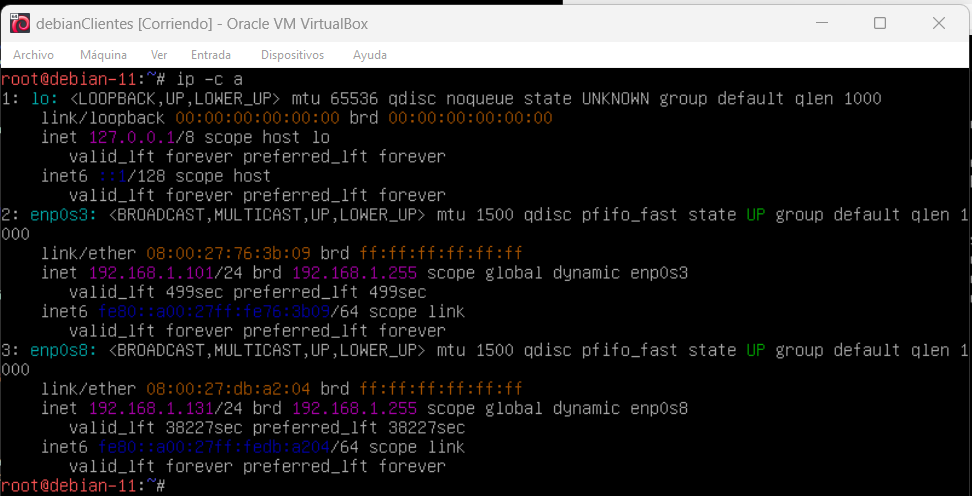 debianClientes [Corriendo] - Oracle VM VirtualBox
Archivo Máquina Ver Entrada Dispositivos Ayuda
root@debian-11:~# ip -c a
1: lo: <LOOPBACK,UP,LOWER_UP> mtu 65536 qdisc noqueue state UNKNOWN group default qlen 1000
link/loopback 00:00:00:00:00:00 brd 00:00:00:00:00:00
inet 127.0.0.1/8 scope host lo
valid_lft forever preferred_lft forever
inet6 ::1/128 scope host
valid_lft forever preferred_lft forever
2: enp0s3: <BROADCAST,MULTICAST,UP,LOWER_UP> mtu 1500 qdisc pfifo_fast state UP group default qlen 1
000
link/ether 08:00:27:76:3b:09 brd ff:ff:ff:ff:ff:ff
inet 192.168.1.101/24 brd 192.168.1.255 scope global dynamic enp0s3
valid_lft 499sec preferred_lft 499sec
inet6 fe80::a00:27ff:fe76:3b09/64 scope link
valid_lft forever preferred_lft forever
3: enp0s8: <BROADCAST,MULTICAST,UP,LOWER_UP> mtu 1500 qdisc pfifo_fast state UP group default qlen 1
000
link/ether 08:00:27:db:a2:04 brd ff:ff:ff:ff:ff:ff
inet 192.168.1.131/24 brd 192.168.1.255 scope global dynamic enp0s8
valid_lft 38227sec preferred_lft 38227sec
inet6 fe80::a00:27ff:fedb:a204/64 scope link
valid_lft forever preferred_lft forever
root@debian-11:~#